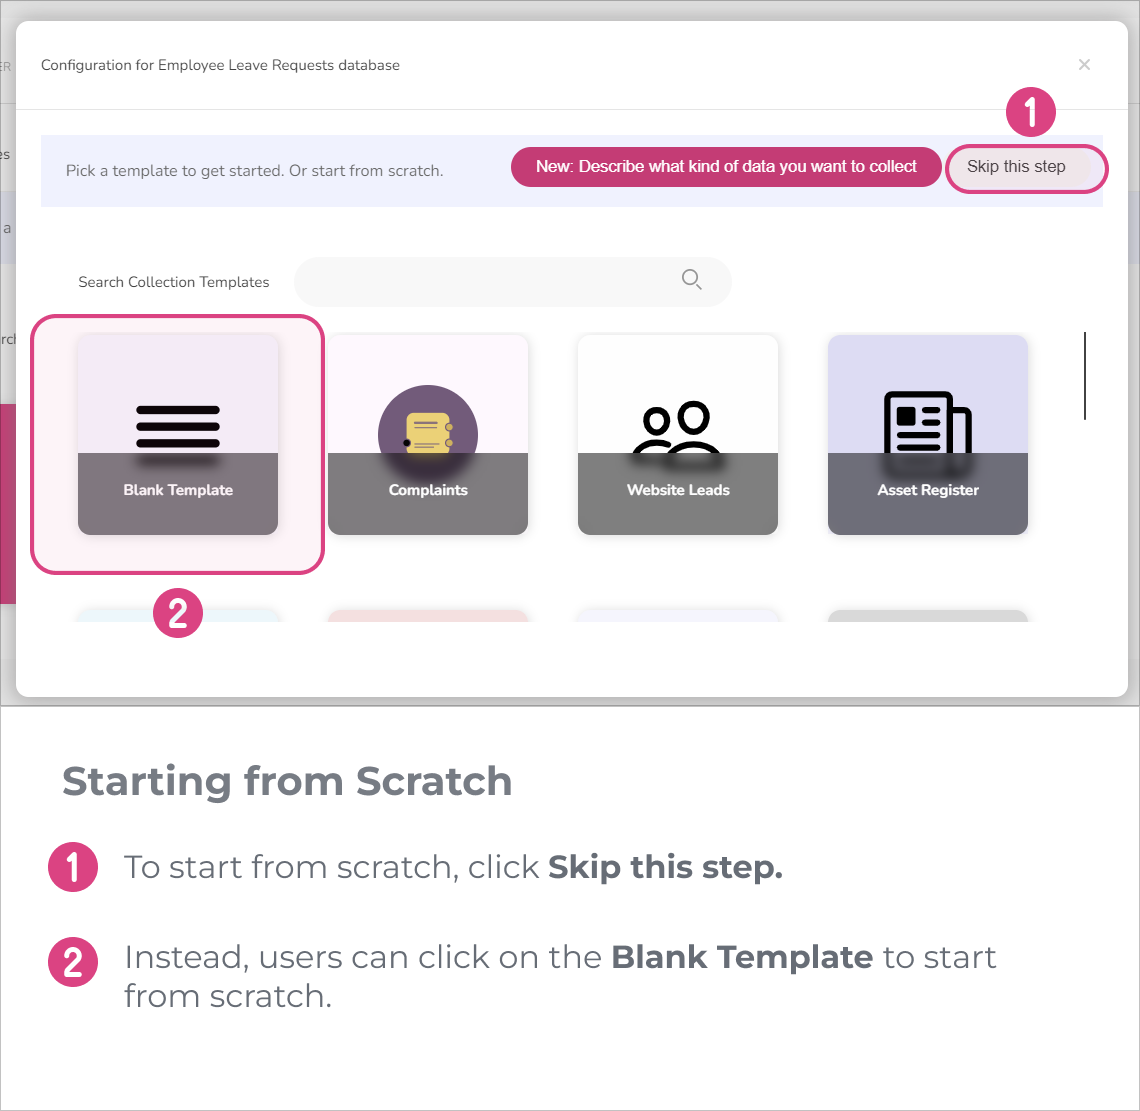 Configuration for Employee Leave Requests database
×
ER
1
es
Pick a template to get started. Or start from scratch.
New: Describe what kind of data you want to collect
Skip this step
a
Search Collection Templates
rch
Blank Template
Complaints
Website Leads
Asset Register
2
Starting from Scratch
1 To start from scratch, click Skip this step.
2 Instead, users can click on the Blank Template to start
from scratch.